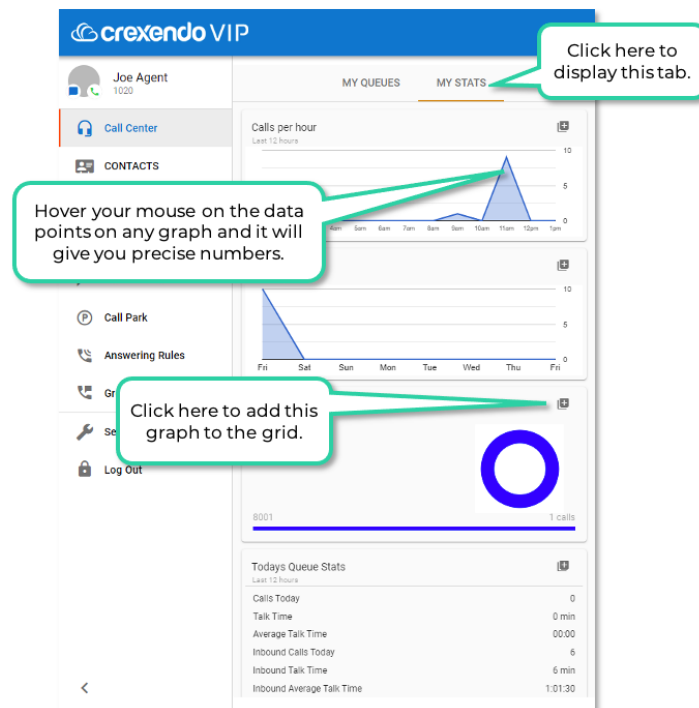 crexendo VIP
Click here to
display this tab.
Joe Agent
1020
MY QUEUES MY STATS
Call Center
Calls per hour
Last 12 hours
CONTACTS
10
5
0
Hover your mouse on the data
points on any graph and it will
give you precise numbers.
4am 5am 6am 7am 8am 9am 10am 11am 12pm 1pm
10
5
0
Call Park
Answering Rules
Fri Sat Sun Mon Tue Wed Thu Fri
Gr
Click here to add this
graph to the grid.
Se
Log Out
8001 1 calls
Todays Queue Stats
Last 12 hours
Calls Today 0
Talk Time 0 min
Average Talk Time 00:00
Inbound Calls Today 6
Inbound Talk Time 6 min
Inbound Average Talk Time 1:01:30